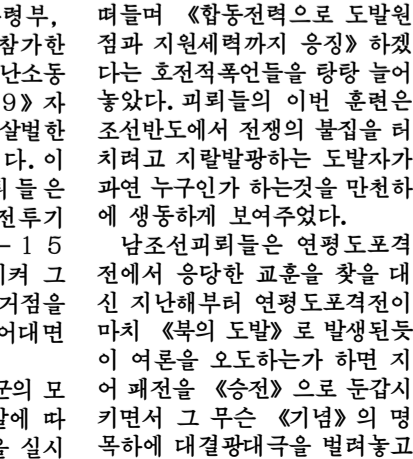 령부,
참가한
난소동
9》자
살벌한
다. 이
들은
전투기
-15
켜 그
거점을
어대면
군의 모
에 따
실시
떠들며 《합동전력으로 도발원
점과 지원세력까지 응징》하겠
다는 호전적폭언들을 탕탕 늘어
놓았다. 괴뢰들의 이번 훈련은
조선반도에서 전쟁의 불집을 터
치려고 지랄발광하는 도발자가
과연 누구인가 하는것을 만천하
에 생동하게 보여주었다.
남조선괴뢰들은 연평도포격
전에서 응당한 교훈을 찾을 대
신 지난해부터 연평도포격전이
마치 《북의 도발》로 발생된듯
이 여론을 오도하는가 하면 지
어 패전을 《승전》으로 둔갑시
키면서 그 무슨 《기념》의 명
목하에 대결광대극을 벌려놓고